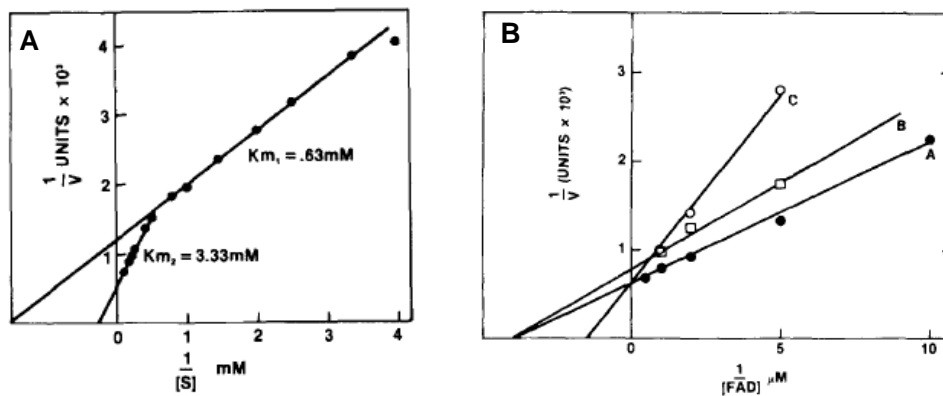 A
1/V UNITS × 10³
4
3
2
1
Km₁ = .63mM
Km₂ = 3.33mM
0 1 2 3 4
1/[S] mM
B
1/V (UNITS × 10³)
3
2
1
C
B
A
0 5 10
1/[FAD] μM